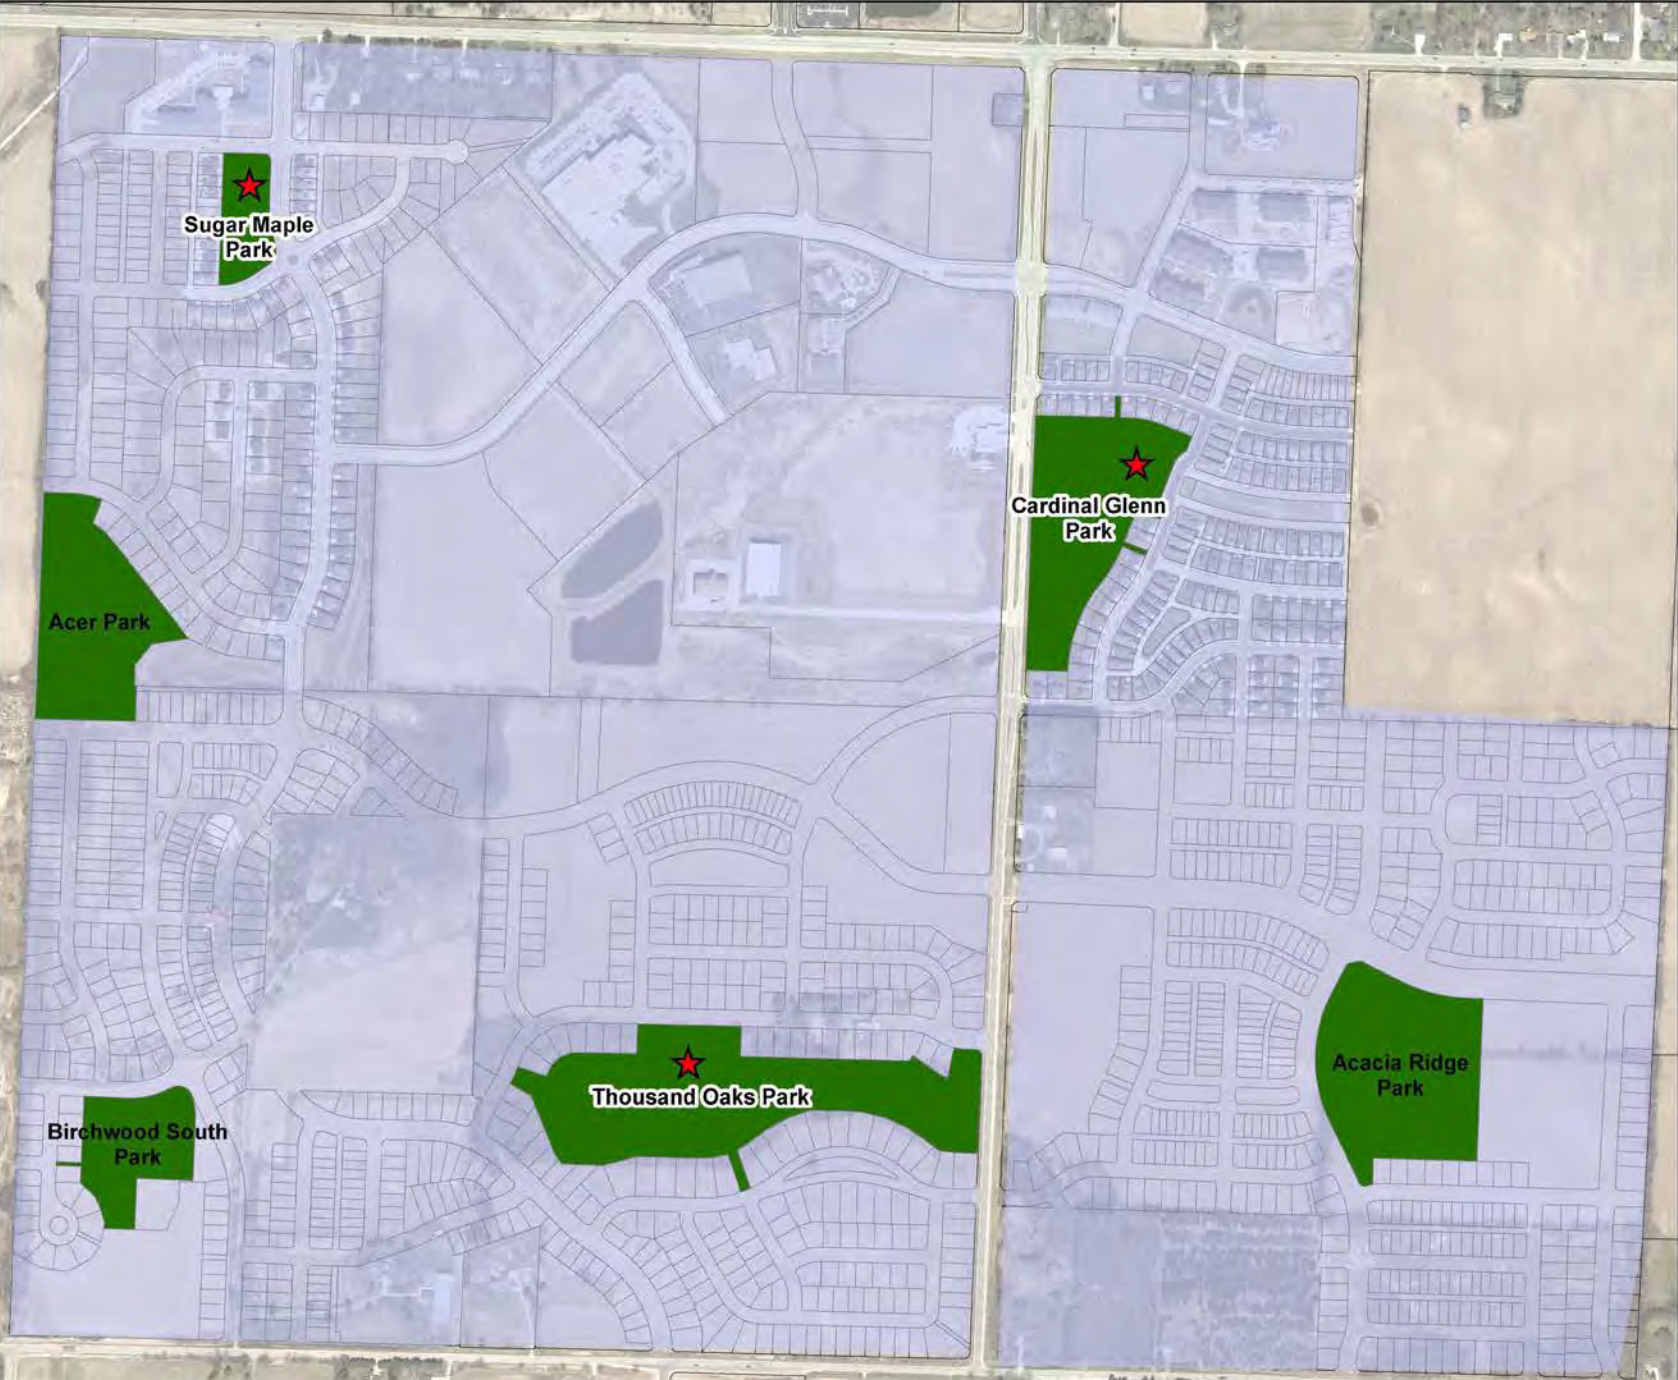 Sugar Maple
Park
Cardinal Glenn
Park
Acer Park
Thousand Oaks Park
Acacia Ridge
Park
Birchwood South
Park